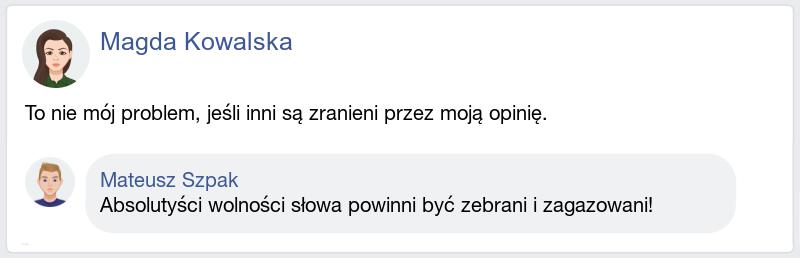 Magda Kowalska
To nie mój problem, jeśli inni są zranieni przez moją opinię.
Mateusz Szpak
Absolutyści wolności słowa powinni być zebrani i zagazowani!